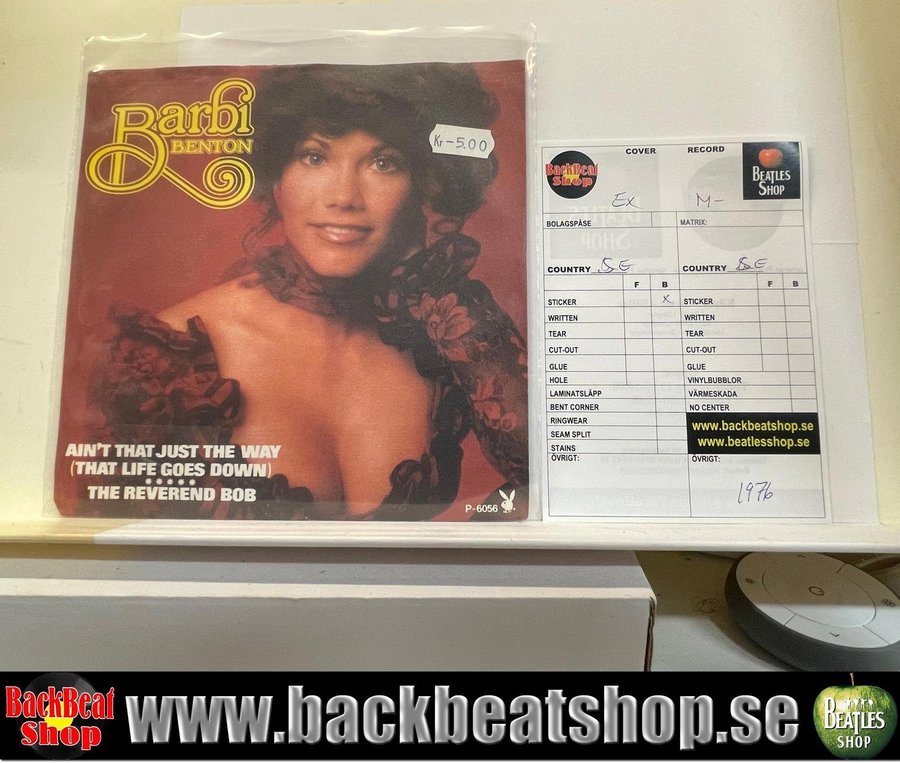 Barbi
BENTON
Kr -5.00
AIN'T THAT JUST THE WAY
(THAT LIFE GOES DOWN)
*****
THE REVEREND BOB
P-6056
BackBeat
Shop
COVER RECORD
BEATLES
SHOP
Ex M-
BOLAGSPÅSE MATRIX:
COUNTRY SE COUNTRY SE
F B F B
STICKER X STICKER
WRITTEN WRITTEN
TEAR TEAR
CUT-OUT CUT-OUT
GLUE GLUE
HOLE VINYLBUBBLOR
LAMINATSLÄPP VÄRMESKADA
BENT CORNER NO CENTER
RINGWEAR
SEAM SPLIT
STAINS
www.backbeatshop.se
www.beatlesshop.se
ÖVRIGT: ÖVRIGT:
1976
BackBeat
Shop
www.backbeatshop.se
BEATLES
SHOP